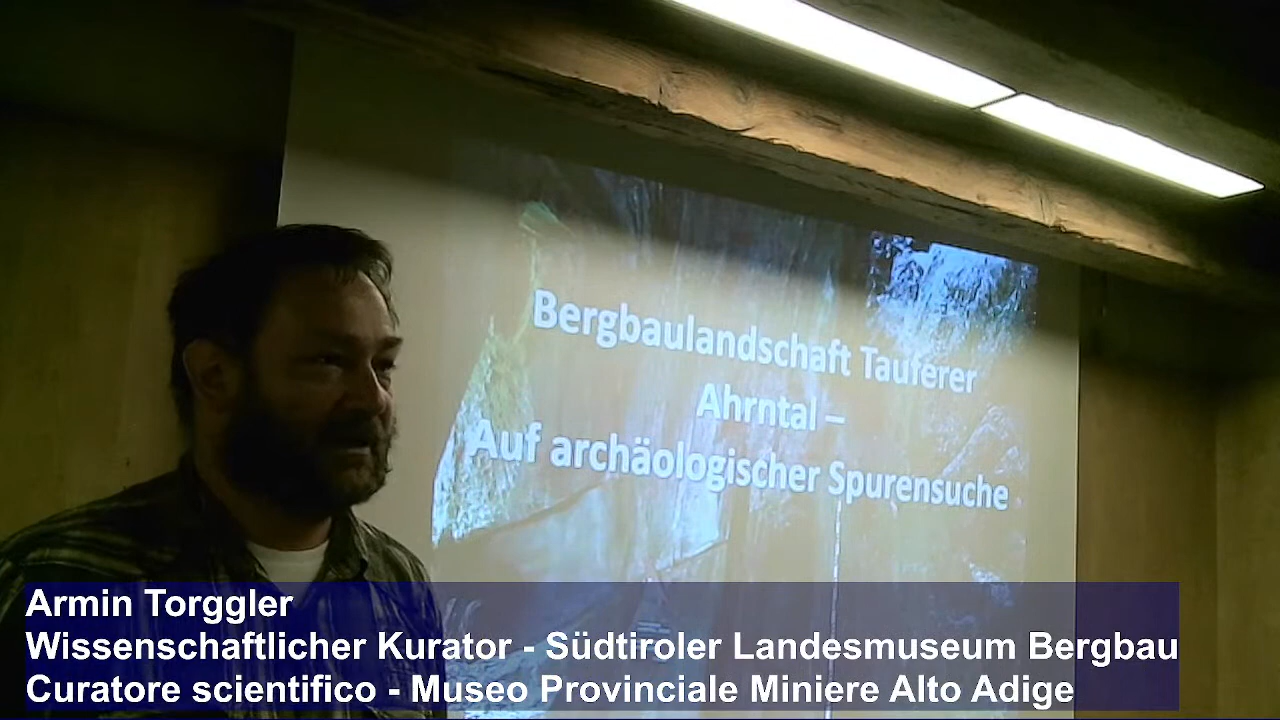 Bergbaulandschaft Tauferer
Ahrntal –
Auf archäologischer Spurensuche
Armin Torggler
Wissenschaftlicher Kurator - Südtiroler Landesmuseum Bergbau
Curatore scientifico - Museo Provinciale Miniere Alto Adige